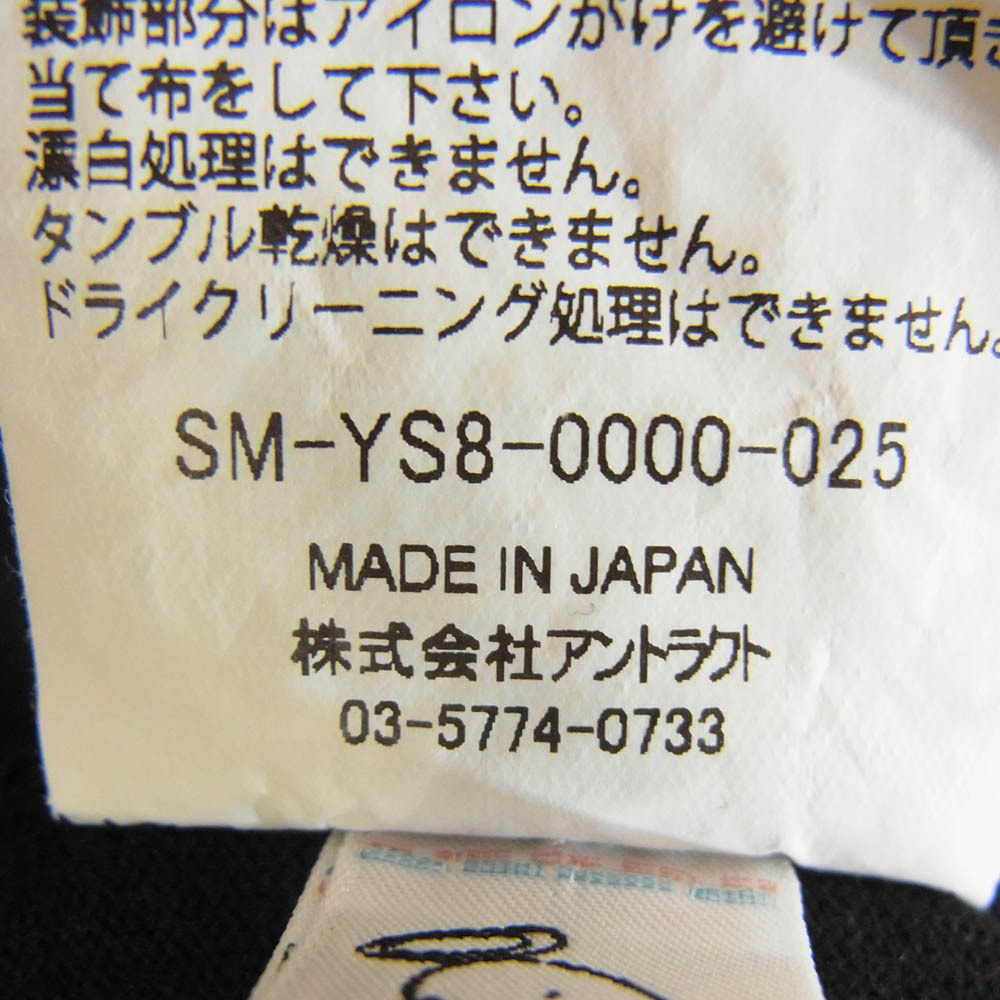 装飾部分はアイロンがけを避けて頂き
当て布をして下さい。
漂白処理はできません。
タンブル乾燥はできません。
ドライクリーニング処理はできません。
SM-YS8-0000-025
MADE IN JAPAN
株式会社アントラクト
03-5774-0733